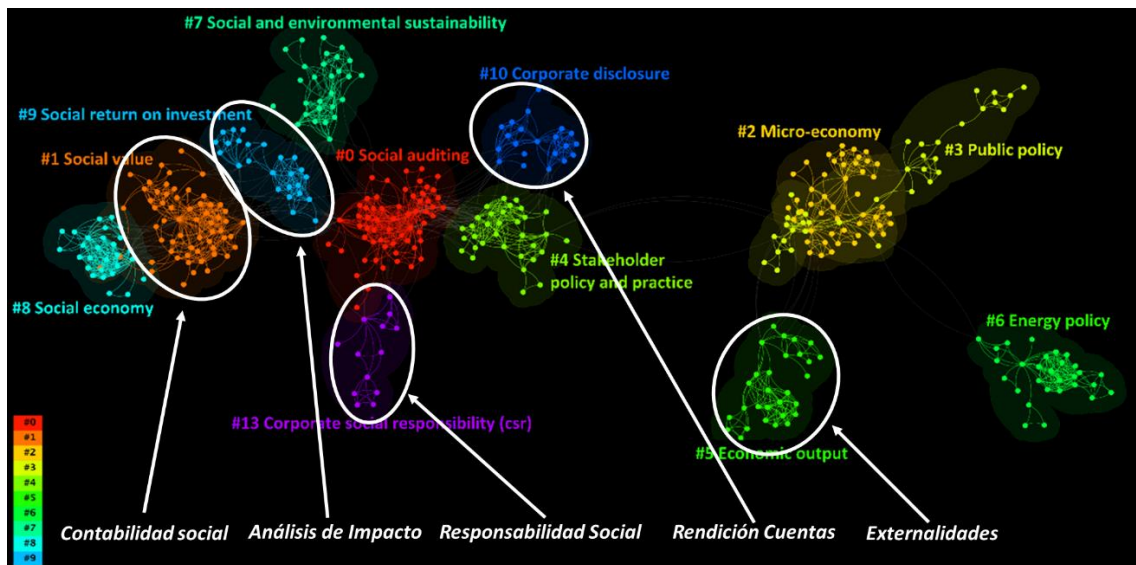 #7 Social and environmental sustainability
#10 Corporate disclosure
#9 Social return on investment
#2 Micro-economy
#1 Social value
#0 Social auditing
#3 Public policy
#4 Stakeholder
policy and practice
#8 Social economy
#6 Energy policy
#13 Corporate social responsibility (csr)
#5 Economic output
#0
#1
#2
#3
#4
#5
#6
#7
#8
#9
Contabilidad social
Análisis de Impacto
Responsabilidad Social
Rendición Cuentas
Externalidades